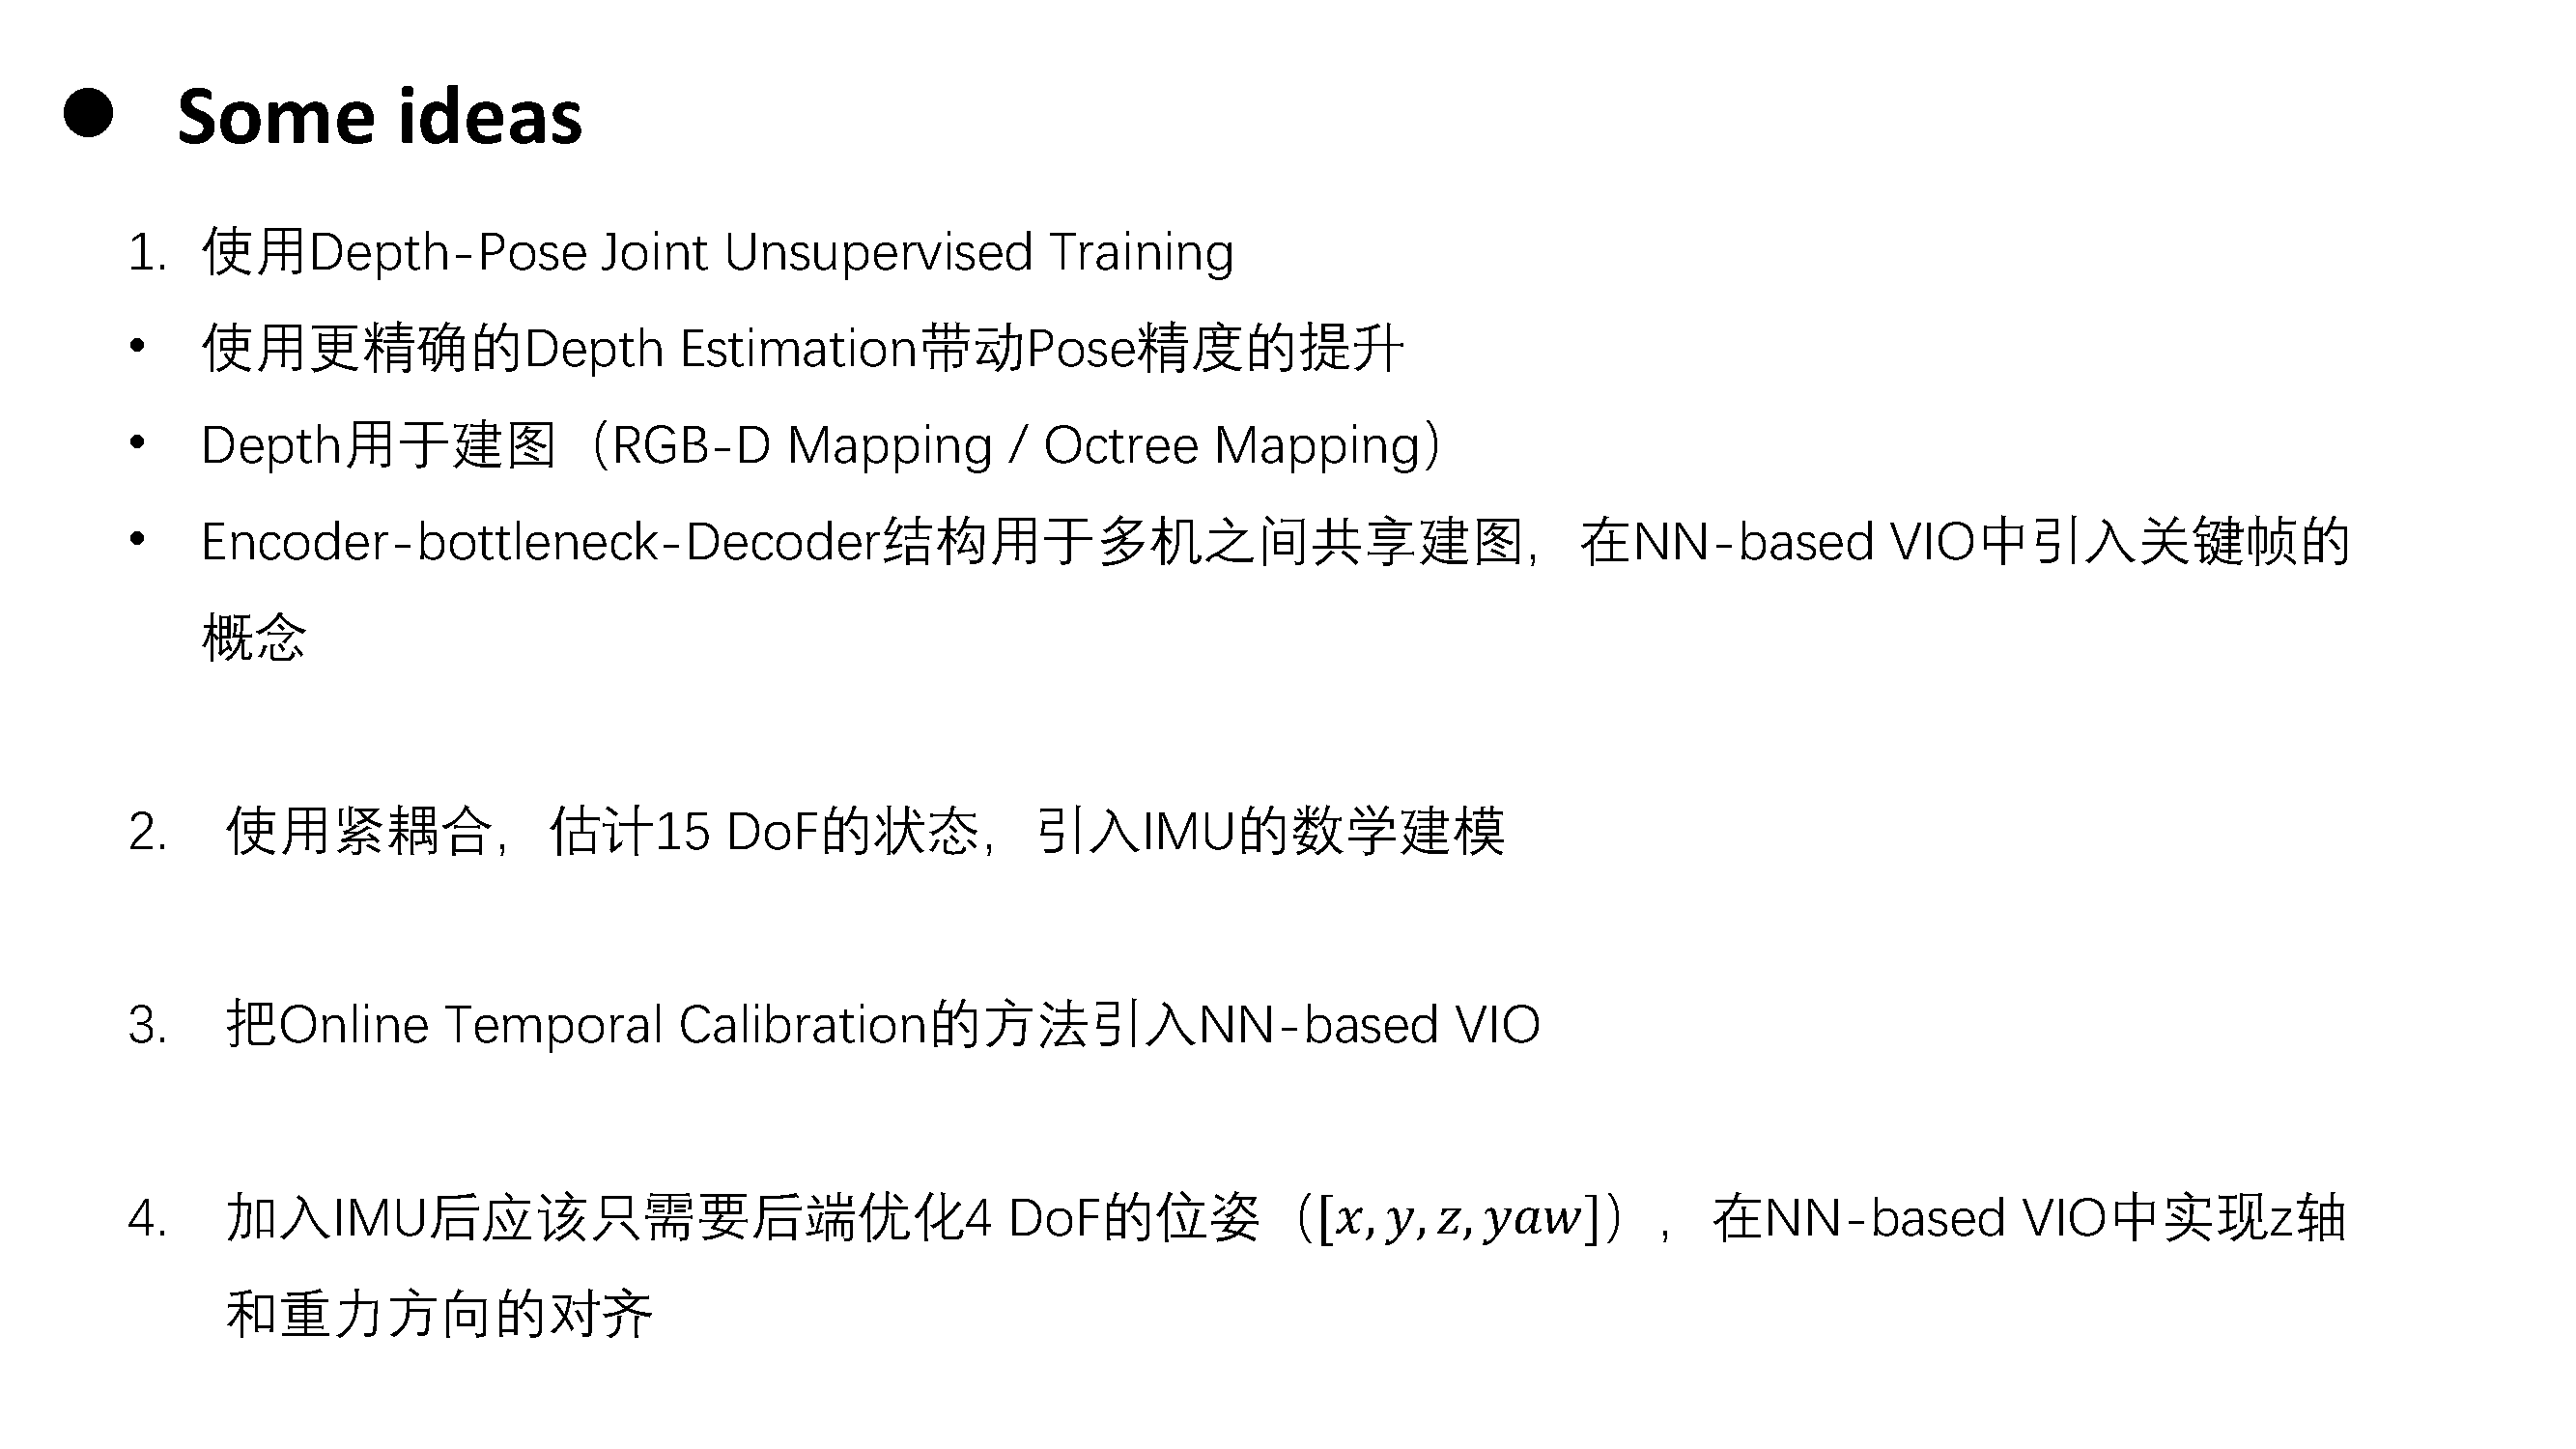 ● Some ideas
1. 使用Depth-Pose Joint Unsupervised Training
• 使用更精确的Depth Estimation带动Pose精度的提升
• Depth用于建图（RGB-D Mapping / Octree Mapping）
• Encoder-bottleneck-Decoder结构用于多机之间共享建图，在NN-based VIO中引入关键帧的
概念
2. 使用紧耦合，估计15 DoF的状态，引入IMU的数学建模
3. 把Online Temporal Calibration的方法引入NN-based VIO
4. 加入IMU后应该只需要后端优化4 DoF的位姿（[x, y, z, yaw]），在NN-based VIO中实现z轴
和重力方向的对齐